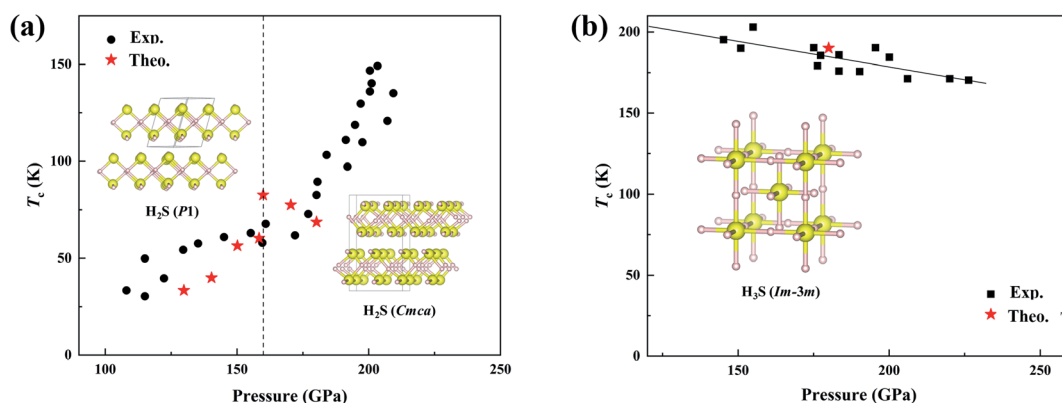 (a)
Exp.
Theo.
150
100
50
0
T_c (K)
H₂S (P1)
H₂S (Cmca)
100
150
200
250
Pressure (GPa)
(b)
200
150
100
50
0
T_c (K)
H₃S (Im-3m)
Exp.
Theo.
150
200
250
Pressure (GPa)